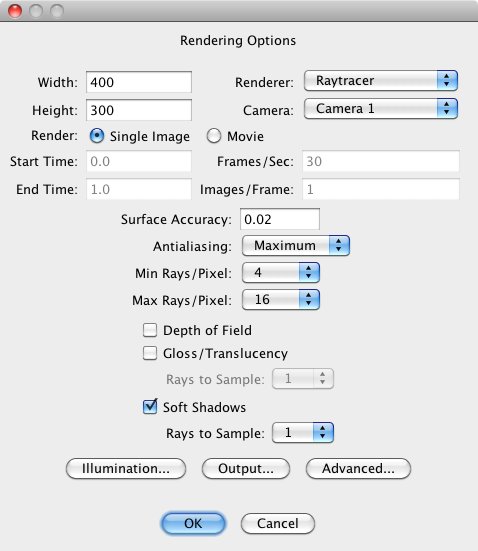 Rendering Options
Width: 400 Renderer: Raytracer
Height: 300 Camera: Camera 1
Render: Single Image Movie
Start Time: 0.0 Frames/Sec: 30
End Time: 1.0 Images/Frame: 1
Surface Accuracy: 0.02
Antialiasing: Maximum
Min Rays/Pixel: 4
Max Rays/Pixel: 16
Depth of Field
Gloss/Translucency
Rays to Sample: 1
Soft Shadows
Rays to Sample: 1
Illumination... Output... Advanced...
OK Cancel